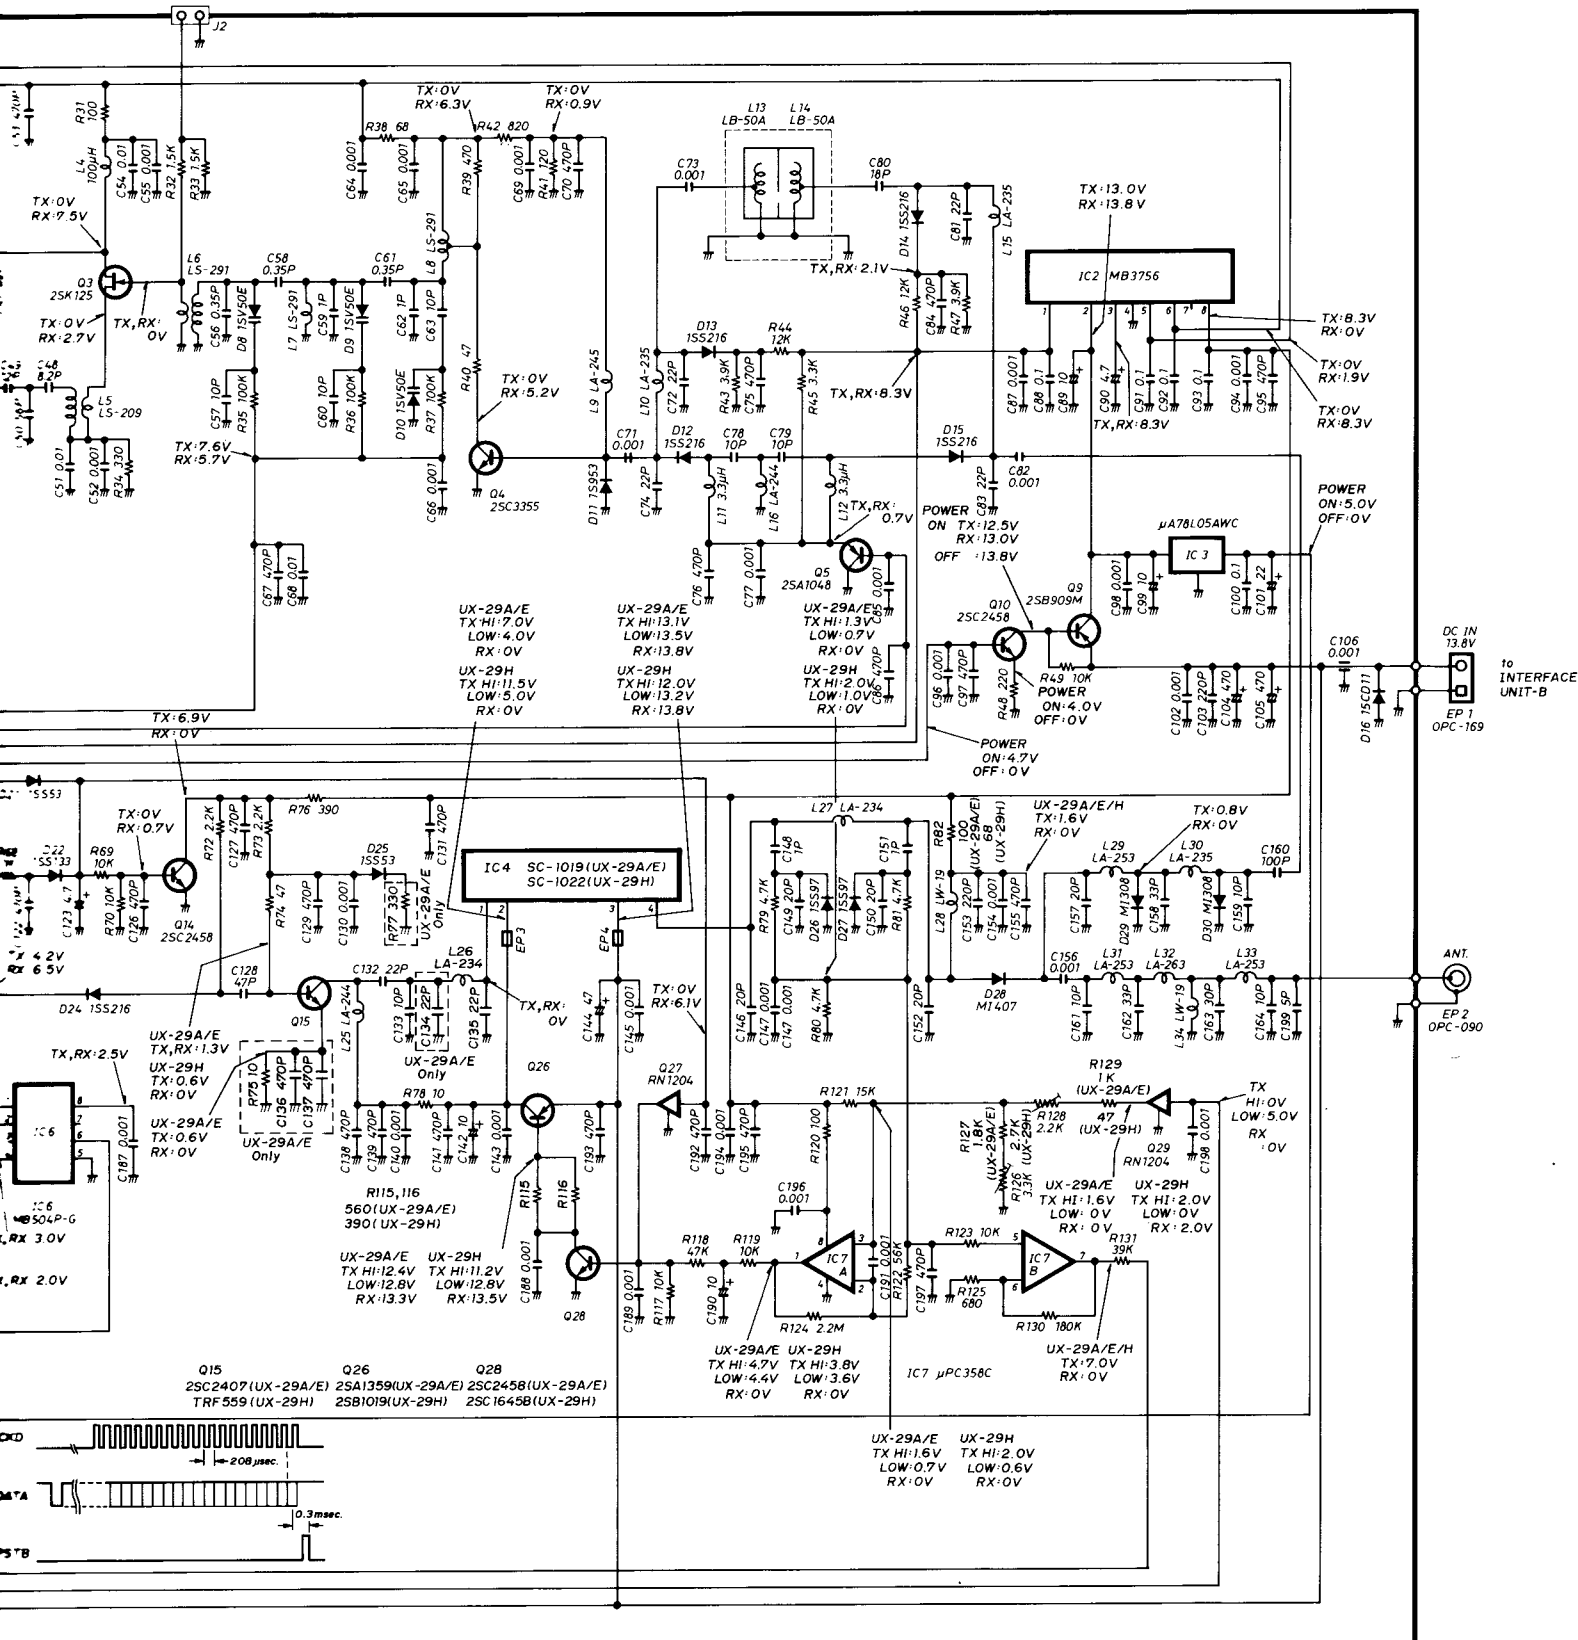 J2
R31
100
L4
100μH
C54 0.01
C55 0.001
R32 1.5K
R33 1.5K
TX:0V
RX:7.5V
Q3
2SK125
TX:0V
RX:2.7V
TX,RX:
0V
L6
LS-291
C58
0.35P
C61
0.35P
C56 0.35P
D8 1SV50E
L7 LS-291
C59 1P
D9 1SV50E
C62 1P
C63 10P
L8 LS-291
C64 0.001
R38 68
C65 0.001
TX:0V
RX:6.3V
R39 470
R42 820
TX:0V
RX:0.9V
C69 0.001
R41 120
C70 470P
C48
8.2P
L5
LS-209
C51 0.01
C52 0.001
R34 330
C57 10P
R35 100K
C60 10P
R36 100K
D10 1SV50E
R37 100K
TX:7.6V
RX:5.7V
C66 0.001
C67 470P
C68 0.01
R40 47
TX:0V
RX:5.2V
Q4
2SC3355
L9 LA-245
D11 1S953
C71
0.001
C73
0.001
L13
LB-50A
L14
LB-50A
C80
18P
D14 1SS216
C81 22P
L15 LA-235
TX,RX:2.1V
R46 12K
C84 470P
R47 3.9K
L10 LA-235
C72 22P
D13
1SS216
R43 3.9K
C75 470P
R44
12K
R45 3.3K
TX,RX:8.3V
D12
1SS216
C74 22P
C78
10P
C79
10P
L11 3.3μH
L16 LA-244
L12 3.3μH
C76 470P
C77 0.001
TX,RX:
0.7V
Q5
2SA1048
C85 0.001
C86 470P
D15
1SS216
C83 22P
C82
0.001
TX:13.0V
RX:13.8V
IC2 MB3756
1 2 3 4 5 6 7 8
C87 0.001
C88 0.1
C89 10
C90 4.7
C91 0.1
C92 0.1
C93 0.1
C94 0.001
C95 470P
TX,RX:8.3V
TX:8.3V
RX:0V
TX:0V
RX:1.9V
TX:0V
RX:8.3V
POWER
ON TX:12.5V
RX:13.0V
OFF :13.8V
POWER
ON:5.0V
OFF:0V
μA78L05AWC
IC 3
C98 0.001
C99 10
C100 0.1
C101 22
Q9
2SB909M
Q10
2SC2458
C96 0.001
C97 470P
R48 220
R49 10K
POWER
ON:4.0V
OFF:0V
POWER
ON:4.7V
OFF:0V
C102 0.001
C103 220P
C104 470
C105 470
C106
0.001
D16 15CD11
DC IN
13.8V
EP 1
OPC-169
to
INTERFACE
UNIT-B
UX-29A/E
TX HI:7.0V
LOW:4.0V
RX:0V
UX-29H
TX HI:11.5V
LOW:5.0V
RX:0V
UX-29A/E
TX HI:13.1V
LOW:13.5V
RX:13.8V
UX-29H
TX HI:12.0V
LOW:13.2V
RX:13.8V
UX-29A/E
TX HI:1.3V
LOW:0.7V
RX:0V
UX-29H
TX HI:2.0V
LOW:1.0V
RX:0V
TX:6.9V
RX:0V
TX:0V
RX:0.7V
D22
1SS133
R69
10K
C123 4.7
R70 10K
C126 470P
Q14
2SC2458
R72 2.2K
C127 470P
R73 2.2K
R76 390
R74 47
C129 470P
C130 0.001
D25
1SS53
R77 330
UX-29A/E
Only
C131 470P
IC4 SC-1019(UX-29A/E)
SC-1022(UX-29H)
1 2 3 4
EP3
EP4
D24 1SS216
C128
47P
Q15
C132 22P
L26
LA-234
L25 LA-244
C133 10P
C134 22P
C135 22P
UX-29A/E
Only
TX,RX:
0V
C144 47
C145 0.001
TX:0V
RX:6.1V
UX-29A/E
TX,RX:1.3V
UX-29H
TX:0.6V
RX:0V
UX-29A/E
TX:0.6V
RX:0V
R75 10
C136 470P
C137 470P
UX-29A/E
Only
TX,RX:2.5V
IC6
8
7
6
5
C187 0.001
IC6
MB504P-G
RX 3.0V
RX 2.0V
C138 470P
C139 470P
C140 0.001
R78 10
C141 470P
C142 10
C143 0.001
Q26
C193 470P
Q27
RN1204
C192 470P
C194 0.001
C195 470P
R115
R116
R115,116
560(UX-29A/E)
390(UX-29H)
UX-29A/E
TX HI:12.4V
LOW:12.8V
RX:13.3V
UX-29H
TX HI:11.2V
LOW:12.8V
RX:13.5V
C188 0.001
Q28
C189 0.001
R117 10K
R118
47K
C190 10
R119
10K
L27 LA-234
C148
1P
C151
1P
R79 4.7K
C149 20P
D26 1SS97
D27 1SS97
C150 20P
R81 4.7K
C146 20P
C147 0.001
C147 0.001
R80 4.7K
C152 20P
R82
100
(UX-29A/E)
68
(UX-29H)
L28 LW-19
C153 220P
C154 0.001
C155 470P
UX-29A/E/H
TX:1.6V
RX:0V
D28
MI407
L29
LA-253
TX:0.8V
RX:0V
L30
LA-235
C160
100P
C157 20P
D29 MI308
C158 33P
D30 MI308
C159 10P
C156
0.001
L31
LA-253
L32
LA-263
L33
LA-253
C161 10P
C162 33P
L34 LW-19
C163 30P
C164 10P
C199 5P
ANT.
EP 2
OPC-090
R121 15K
R120 100
C196
0.001
IC7
A
8
1
4
3
2
C191 0.001
R122 56K
R124 2.2M
C197 470P
R123 10K
R125
680
IC7
B
5
6
7
R130 180K
R131
39K
R127
1.8K
(UX-29A/E)
2.7K
(UX-29H)
R126
3.3K
R128
2.2K
R129
1K
(UX-29A/E)
47
(UX-29H)
Q29
RN1204
C198 0.001
TX
HI:0V
LOW:5.0V
RX
:0V
UX-29A/E
TX HI:1.6V
LOW:0V
RX:0V
UX-29H
TX HI:2.0V
LOW:0V
RX:2.0V
UX-29A/E
TX HI:4.7V
LOW:4.4V
RX:0V
UX-29H
TX HI:3.8V
LOW:3.6V
RX:0V
IC7 μPC358C
UX-29A/E/H
TX:7.0V
RX:0V
UX-29A/E
TX HI:1.6V
LOW:0.7V
RX:0V
UX-29H
TX HI:2.0V
LOW:0.6V
RX:0V
Q15
2SC2407(UX-29A/E)
TRF559(UX-29H)
Q26
2SA1359(UX-29A/E)
2SB1019(UX-29H)
Q28
2SC2458(UX-29A/E)
2SC1645B(UX-29H)
208μsec.
0.3msec.